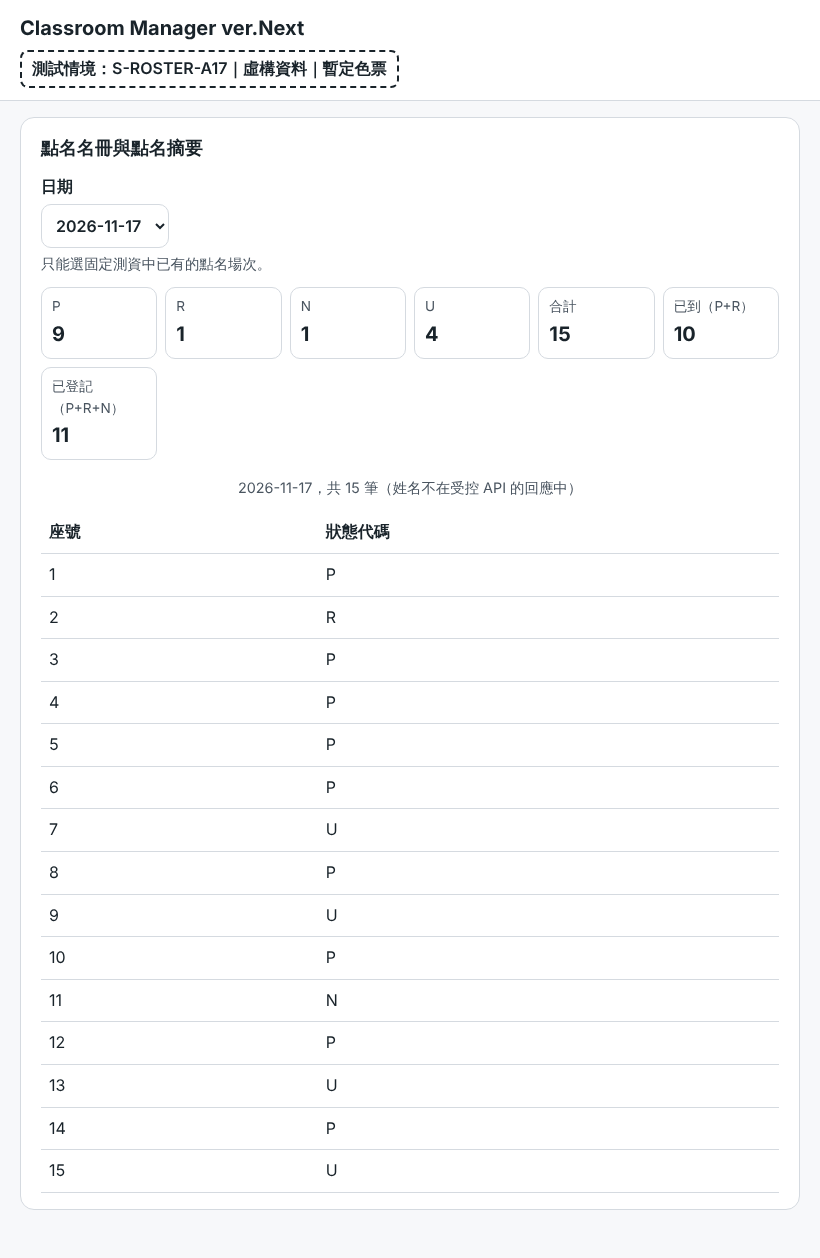 Classroom Manager ver.Next
測試情境：S-ROSTER-A17｜虛構資料｜暫定色票
點名名冊與點名摘要
日期
2026-11-17
只能選固定測資中已有的點名場次。
P
9
R
1
N
1
U
4
合計
15
已到（P+R）
10
已登記
（P+R+N）
11
2026-11-17，共 15 筆（姓名不在受控 API 的回應中）
座號 狀態代碼
1 P
2 R
3 P
4 P
5 P
6 P
7 U
8 P
9 U
10 P
11 N
12 P
13 U
14 P
15 U